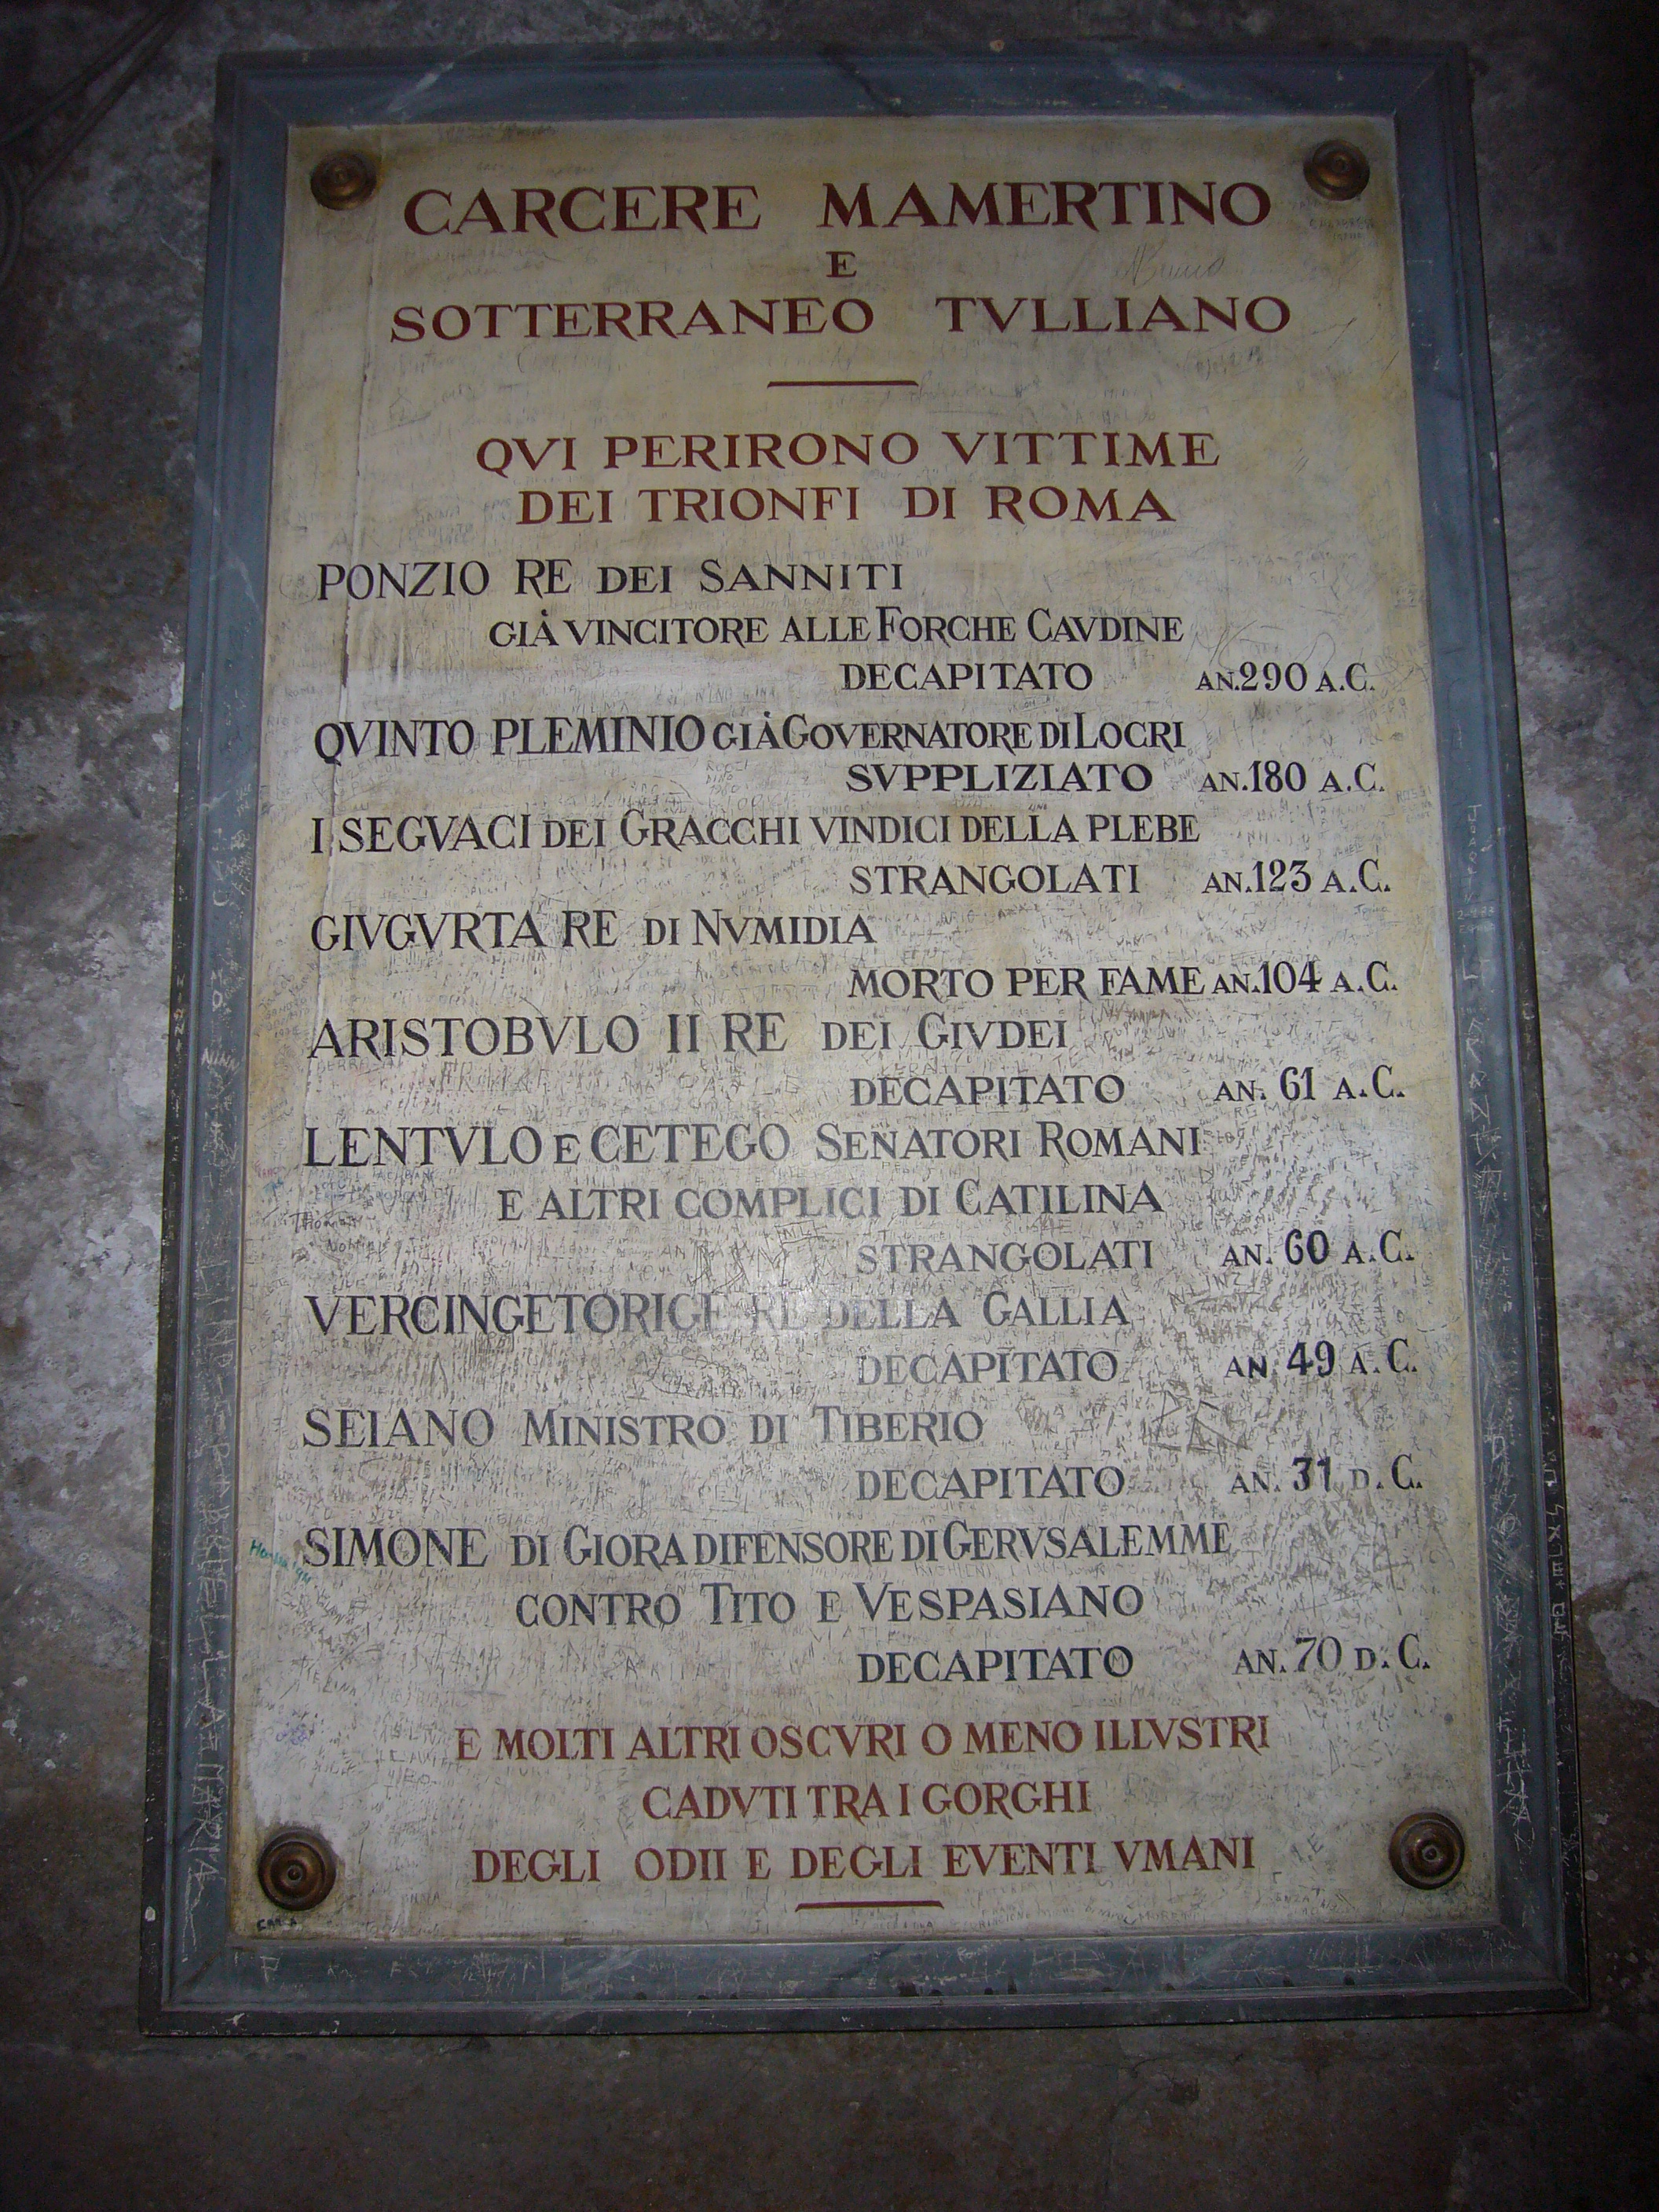 CARCERE MAMERTINO
E
SOTTERRANEO TVLLIANO
QVI PERIRONO VITTIME
DEI TRIONFI DI ROMA
PONZIO RE DEI SANNITI
GIÀ VINCITORE ALLE FORCHE CAVDINE
DECAPITATO AN.290 A.C.
QVINTO PLEMINIO GIÀ GOVERNATORE DI LOCRI
SVPPLIZIATO AN.180 A.C.
I SEGVACI DEI GRACCHI VINDICI DELLA PLEBE
STRANGOLATI AN.123 A.C.
GIVGVRTA RE DI NVMIDIA
MORTO PER FAME AN.104 A.C.
ARISTOBVLO II RE DEI GIVDEI
DECAPITATO AN. 61 A.C.
LENTVLO E CETEGO SENATORI ROMANI
E ALTRI COMPLICI DI CATILINA
STRANGOLATI AN. 60 A.C.
VERCINGETORIGE RE DELLA GALLIA
DECAPITATO AN. 49 A.C.
SEIANO MINISTRO DI TIBERIO
DECAPITATO AN. 31 D.C.
SIMONE DI GIORA DIFENSORE DI GERVSALEMME
CONTRO TITO E VESPASIANO
DECAPITATO AN. 70 D.C.
E MOLTI ALTRI OSCVRI O MENO ILLVSTRI
CADVTI TRA I GORGHI
DEGLI ODII E DEGLI EVENTI VMANI